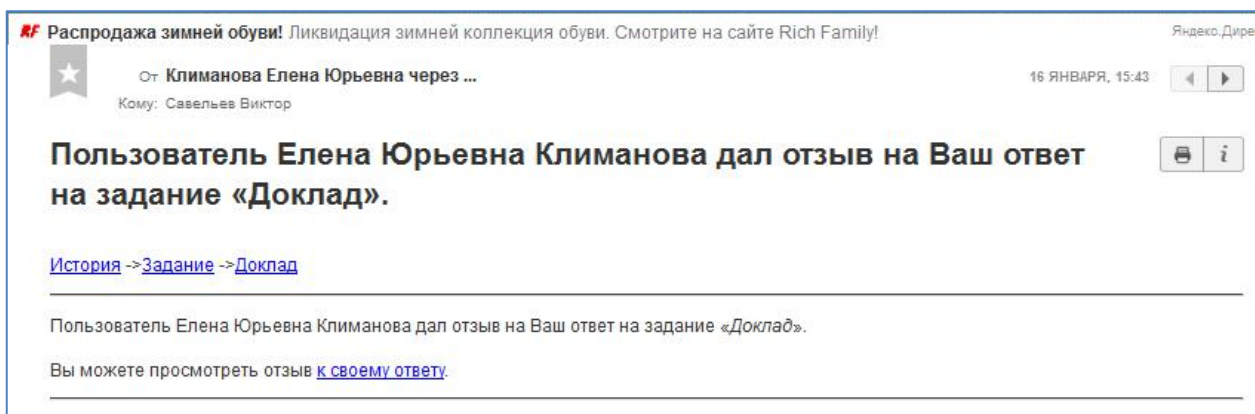 RF Распродажа зимней обуви! Ликвидация зимней коллекция обуви. Смотрите на сайте Rich Family! Яндекс.Дире
От Климанова Елена Юрьевна через ... 16 ЯНВАРЯ, 15:43
Кому: Савельев Виктор
Пользователь Елена Юрьевна Климанова дал отзыв на Ваш ответ
на задание «Доклад».
История ->Задание ->Доклад
Пользователь Елена Юрьевна Климанова дал отзыв на Ваш ответ на задание «Доклад».
Вы можете просмотреть отзыв к своему ответу.